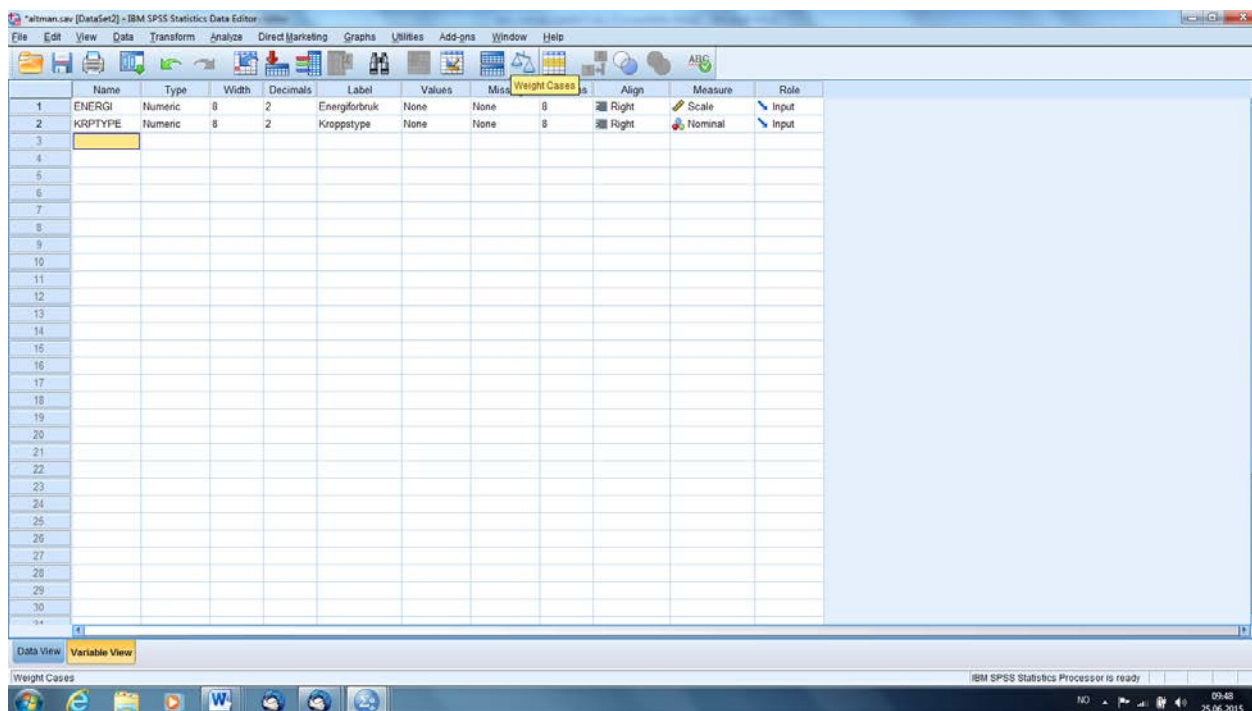 *altman.sav [DataSet2] - IBM SPSS Statistics Data Editor
File Edit View Data Transform Analyze Direct Marketing Graphs Utilities Add-ons Window Help
ABC
Weight Cases
Name Type Width Decimals Label Values Miss ns Align Measure Role
1 ENERGI Numeric 8 2 Energiforbruk None None 8 Right Scale Input
2 KRPTYPE Numeric 8 2 Kroppstype None None 8 Right Nominal Input
3
4
5
6
7
8
9
10
11
12
13
14
15
16
17
18
19
20
21
22
23
24
25
26
27
28
29
30
Data View Variable View
Weight Cases IBM SPSS Statistics Processor is ready
W NO 09:48
25.06.2015